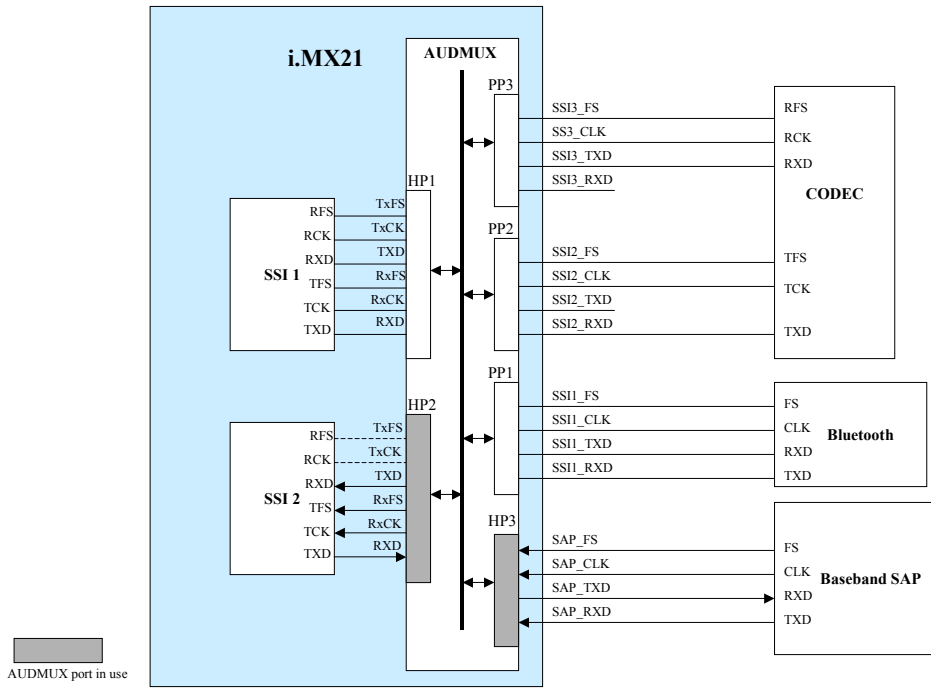 i.MX21
AUDMUX
PP3
SSI3_FS
SS3_CLK
SSI3_TXD
SSI3_RXD
RFS
RCK
RXD
CODEC
HP1
RFS
RCK
RXD
TFS
TCK
TXD
SSI 1
TxFS
TxCK
TXD
RxFS
RxCK
RXD
PP2
SSI2_FS
SSI2_CLK
SSI2_TXD
SSI2_RXD
TFS
TCK
TXD
PP1
SSI1_FS
SSI1_CLK
SSI1_TXD
SSI1_RXD
FS
CLK
RXD
TXD
Bluetooth
HP2
RFS
RCK
RXD
TFS
TCK
TXD
SSI 2
TxFS
TxCK
TXD
RxFS
RxCK
RXD
HP3
SAP_FS
SAP_CLK
SAP_TXD
SAP_RXD
FS
CLK
RXD
TXD
Baseband SAP
AUDMUX port in use